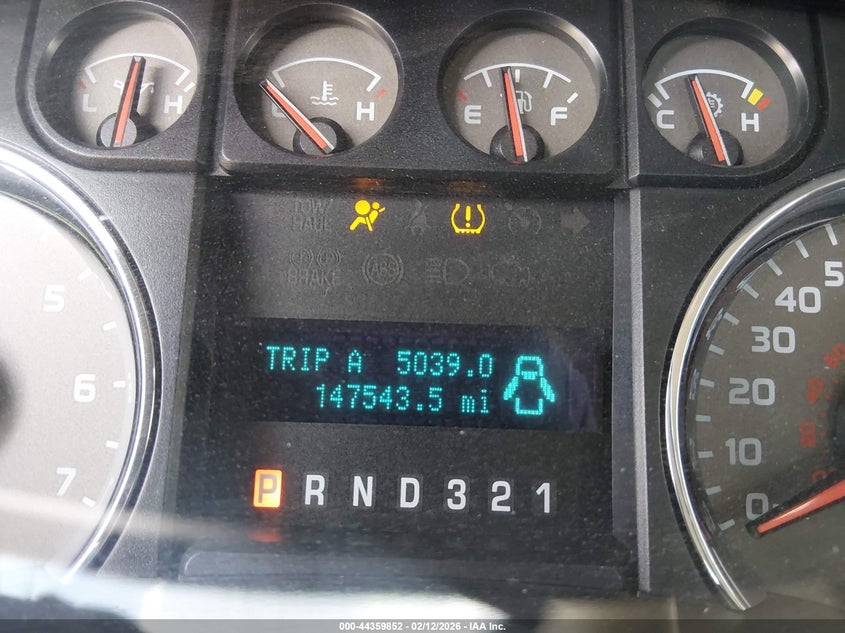 L H
H
E F
C H
TOW/
HAUL
BRAKE
ABS
TRIP A 5039.0
147543.5 mi
P R N D 3 2 1
5
6
7
50
40
30
20
10
0
000-44359852 - 02/12/2026 - IAA Inc.